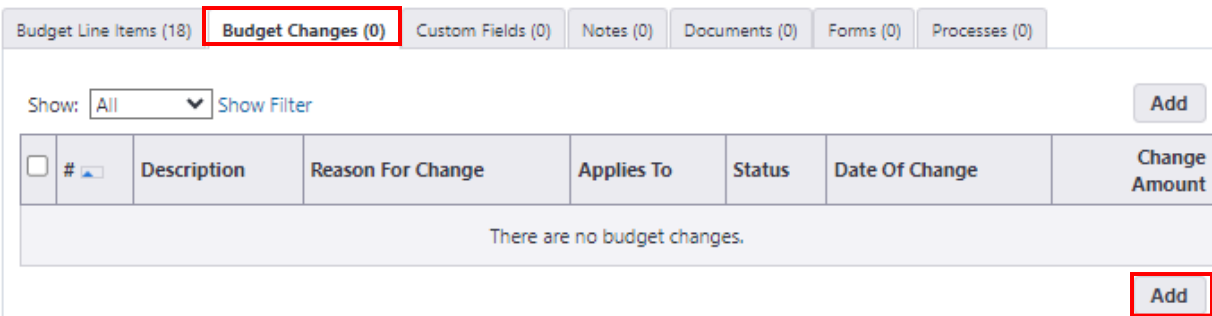 Budget Line Items (18) Budget Changes (0) Custom Fields (0) Notes (0) Documents (0) Forms (0) Processes (0)
Show: All Show Filter Add
# Description Reason For Change Applies To Status Date Of Change Change Amount
There are no budget changes.
Add